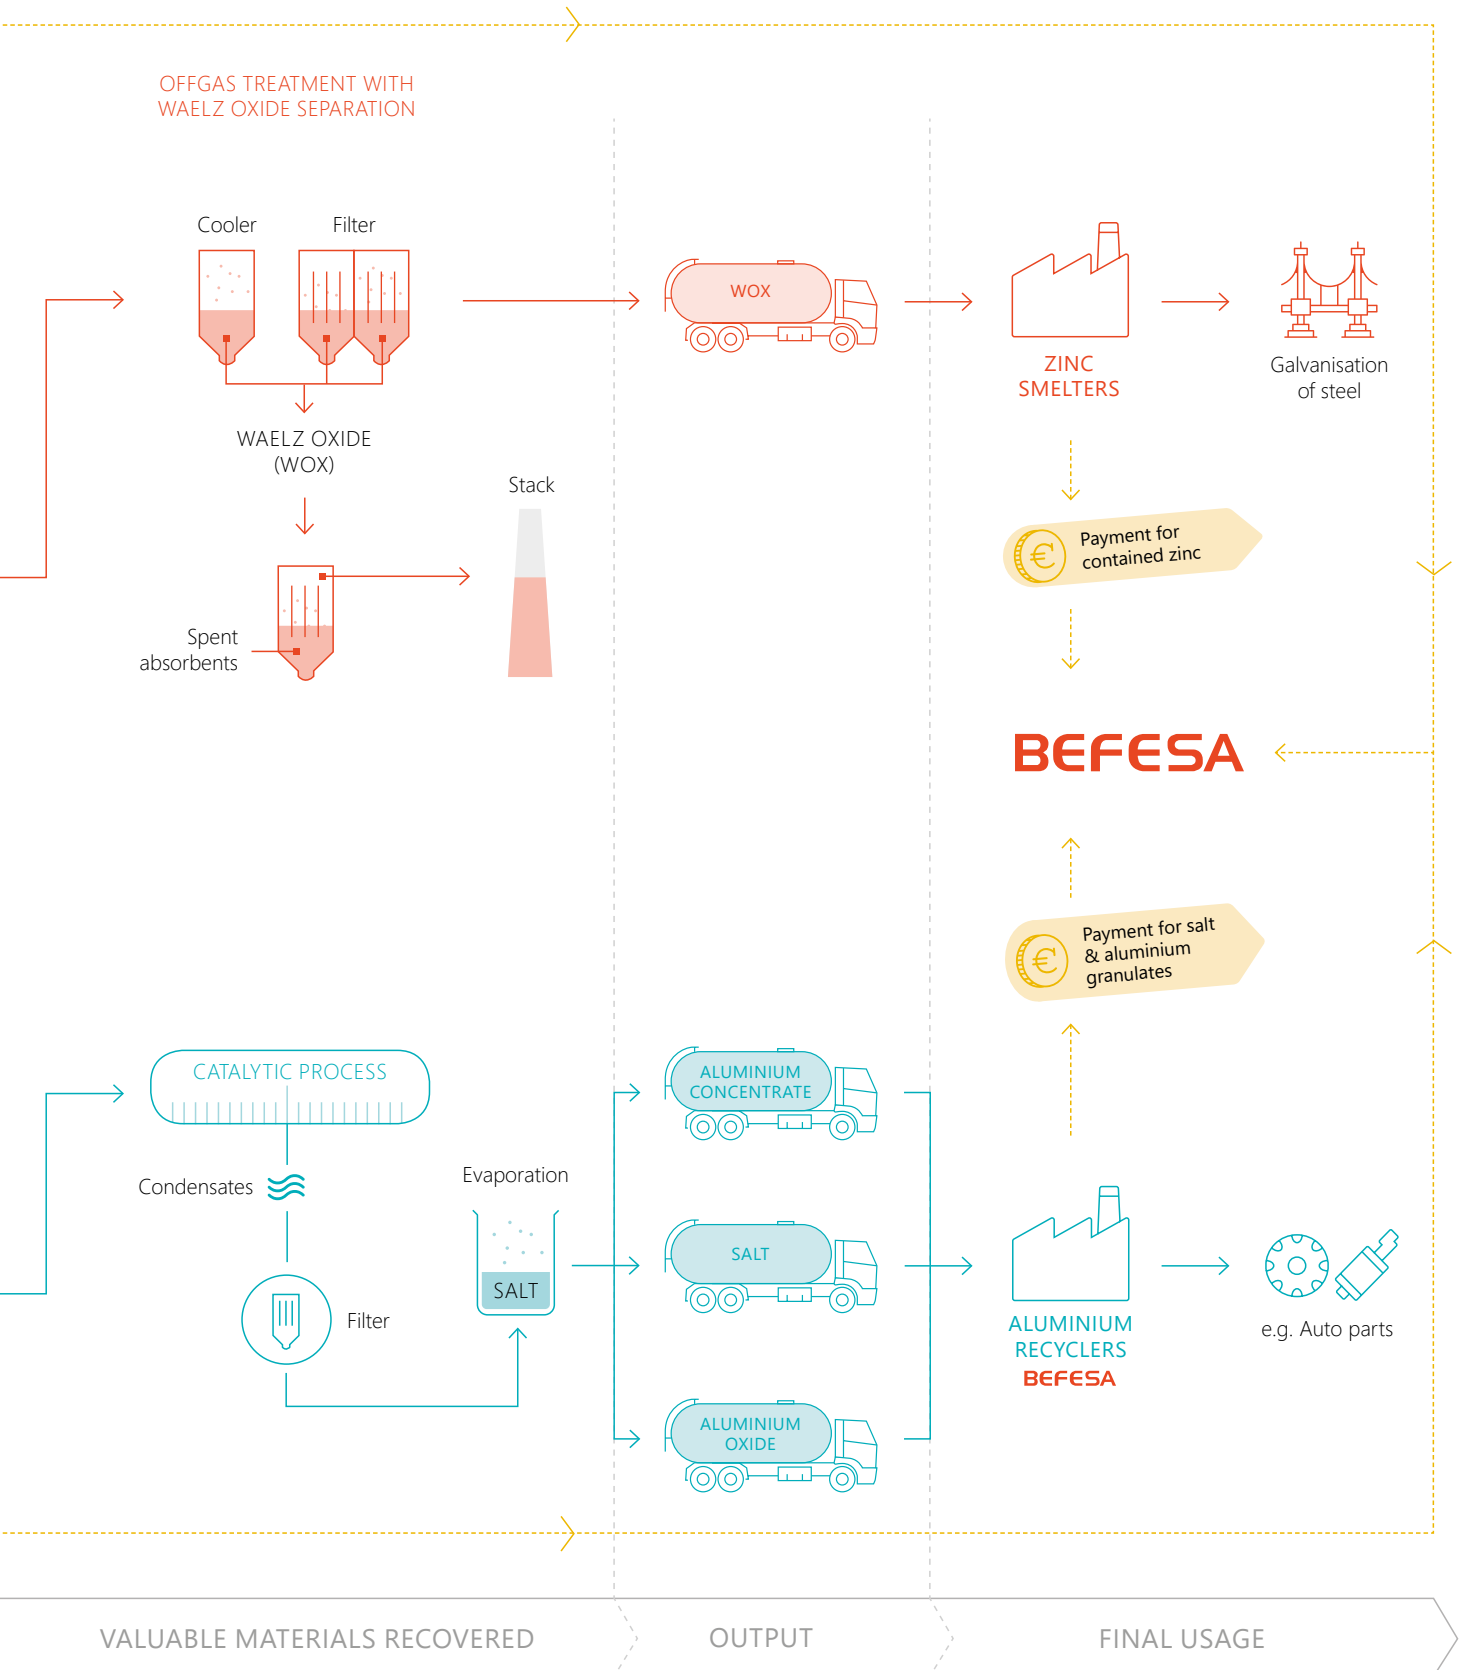 OFFGAS TREATMENT WITH
WAELZ OXIDE SEPARATION
Cooler
Filter
WOX
ZINC
SMELTERS
Galvanisation
of steel
WAELZ OXIDE
(WOX)
Stack
Spent
absorbents
€
Payment for
contained zinc
BEFESA
€
Payment for salt
& aluminium
granulates
CATALYTIC PROCESS
Condensates
Filter
Evaporation
SALT
ALUMINIUM
CONCENTRATE
SALT
ALUMINIUM
OXIDE
ALUMINIUM
RECYCLERS
BEFESA
e.g. Auto parts
VALUABLE MATERIALS RECOVERED
OUTPUT
FINAL USAGE